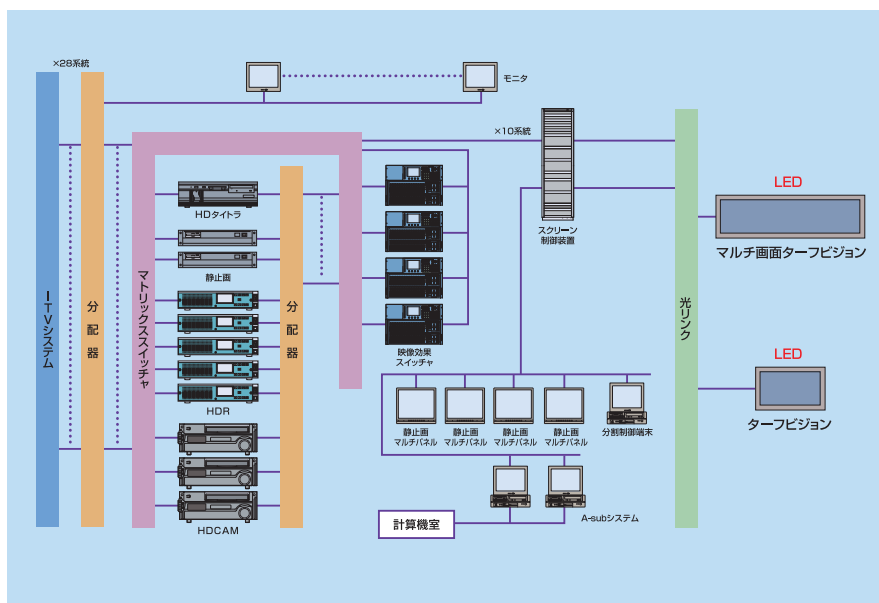 ×28系統
モニタ
×10系統
ITVシステム
分配器
マトリックススイッチャ
HDタイトラ
静止画
HDR
HDCAM
分配器
映像効果
スイッチャ
スクリーン
制御装置
静止画
マルチパネル
静止画
マルチパネル
静止画
マルチパネル
静止画
マルチパネル
分割制御端末
A-subシステム
計算機室
光リンク
LED
マルチ画面ターフビジョン
LED
ターフビジョン